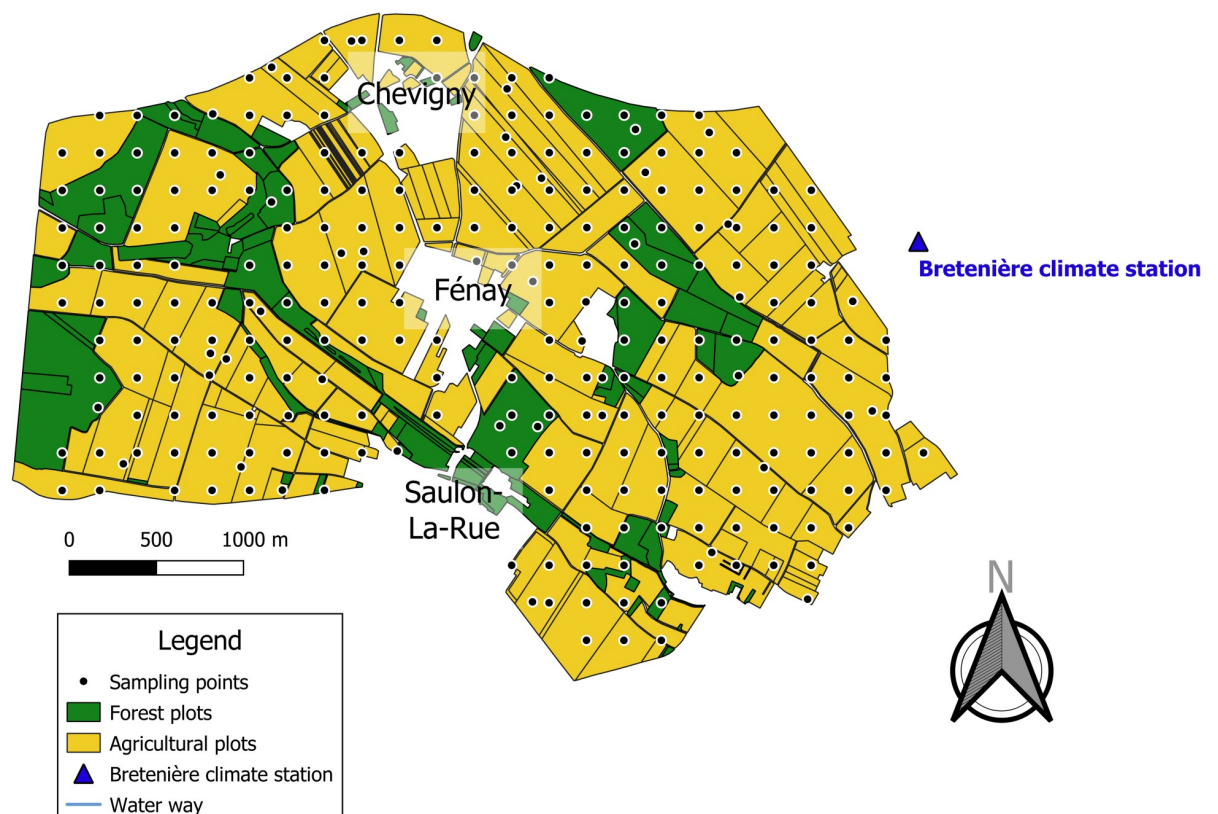 Chevigny
Bretenière climate station
Fénay
Saulon-
La-Rue
0 500 1000 m
N
Legend
Sampling points
Forest plots
Agricultural plots
Bretenière climate station
Water way